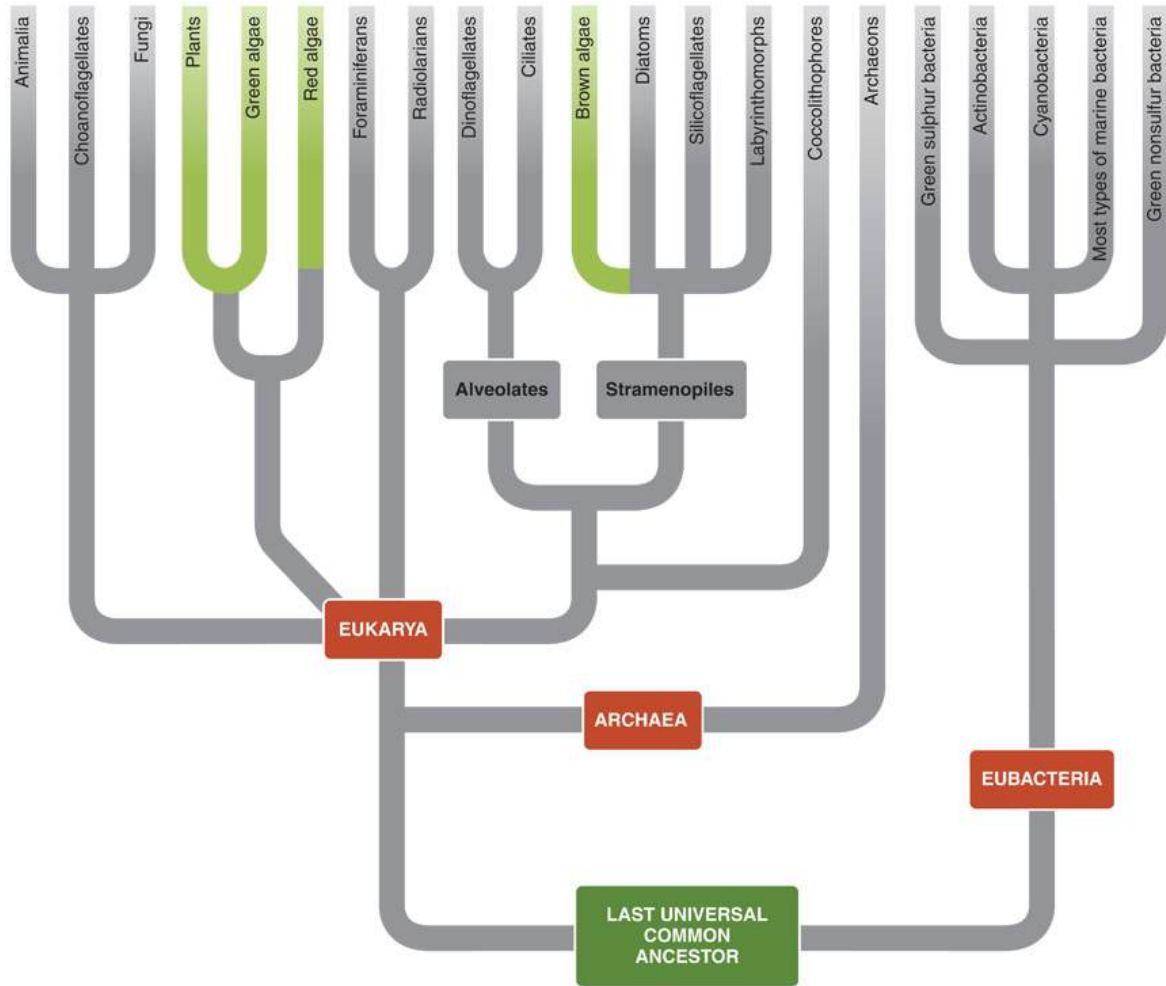 Animalia
Choanoflagellates
Fungi
Plants
Green algae
Red algae
Foraminiferans
Radiolarians
Dinoflagellates
Ciliates
Brown algae
Diatoms
Silicoflagellates
Labyrinthomorphs
Coccolithophores
Archaeons
Green sulphur bacteria
Actinobacteria
Cyanobacteria
Most types of marine bacteria
Green nonsulfur bacteria
Alveolates
Stramenopiles
EUKARYA
ARCHAEA
EUBACTERIA
LAST UNIVERSAL
COMMON
ANCESTOR